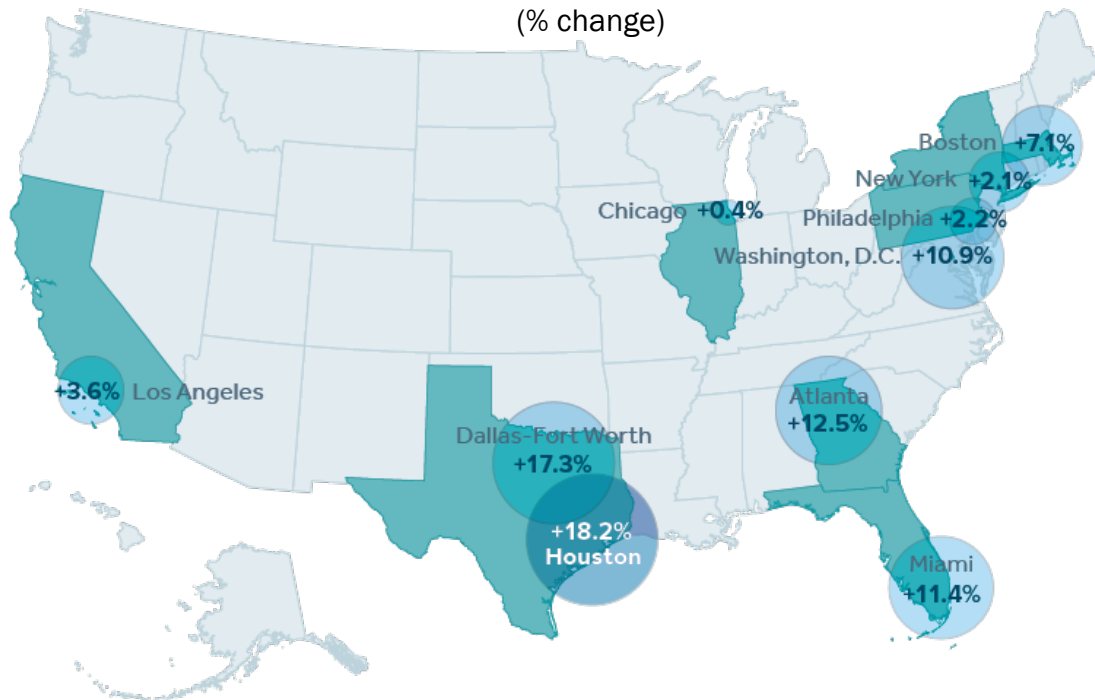 (% change)
Boston +7.1%
New York +2.1%
Chicago +0.4%
Philadelphia +2.2%
Washington, D.C. +10.9%
+3.6% Los Angeles
Atlanta
+12.5%
Dallas-Fort Worth
+17.3%
+18.2%
Houston
Miami
+11.4%